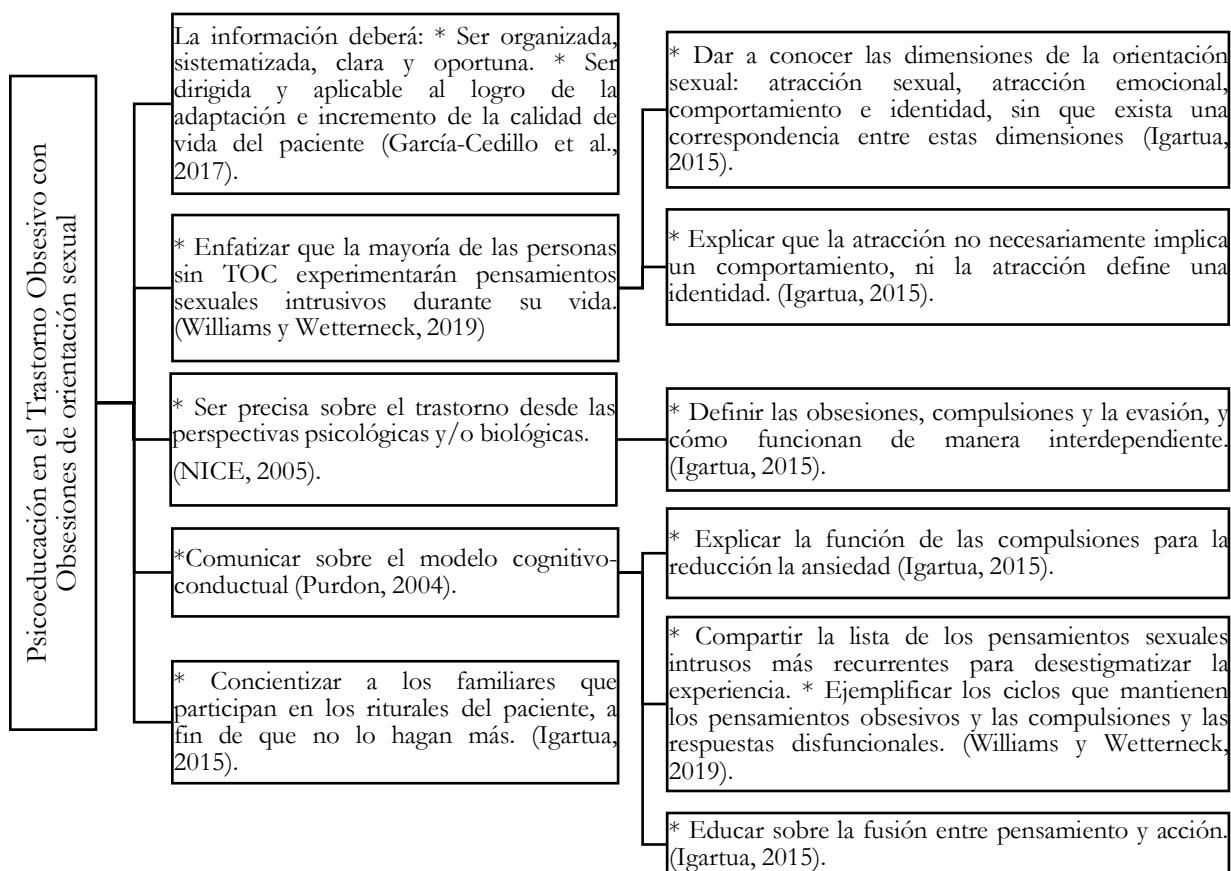 Psicoeducación en el Trastorno Obsesivo con
Obsesiones de orientación sexual
La información deberá: * Ser organizada,
sistematizada, clara y oportuna. * Ser
dirigida y aplicable al logro de la
adaptación e incremento de la calidad de
vida del paciente (García-Cedillo et al.,
2017).
* Enfatizar que la mayoría de las personas
sin TOC experimentarán pensamientos
sexuales intrusivos durante su vida.
(Williams y Wetterneck, 2019)
* Dar a conocer las dimensiones de la orientación
sexual: atracción sexual, atracción emocional,
comportamiento e identidad, sin que exista una
correspondencia entre estas dimensiones (Igartua,
2015).
* Explicar que la atracción no necesariamente implica
un comportamiento, ni la atracción define una
identidad. (Igartua, 2015).
* Ser precisa sobre el trastorno desde las
perspectivas psicológicas y/o biológicas.
(NICE, 2005).
* Definir las obsesiones, compulsiones y la evasión, y
cómo funcionan de manera interdependiente.
(Igartua, 2015).
*Comunicar sobre el modelo cognitivo-
conductual (Purdon, 2004).
* Explicar la función de las compulsiones para la
reducción la ansiedad (Igartua, 2015).
* Compartir la lista de los pensamientos sexuales
intrusos más recurrentes para desestigmatizar la
experiencia. * Ejemplificar los ciclos que mantienen
los pensamientos obsesivos y las compulsiones y las
respuestas disfuncionales. (Williams y Wetterneck,
2019).
* Educar sobre la fusión entre pensamiento y acción.
(Igartua, 2015).
* Concientizar a los familiares que
participan en los riturales del paciente, a
fin de que no lo hagan más. (Igartua,
2015).